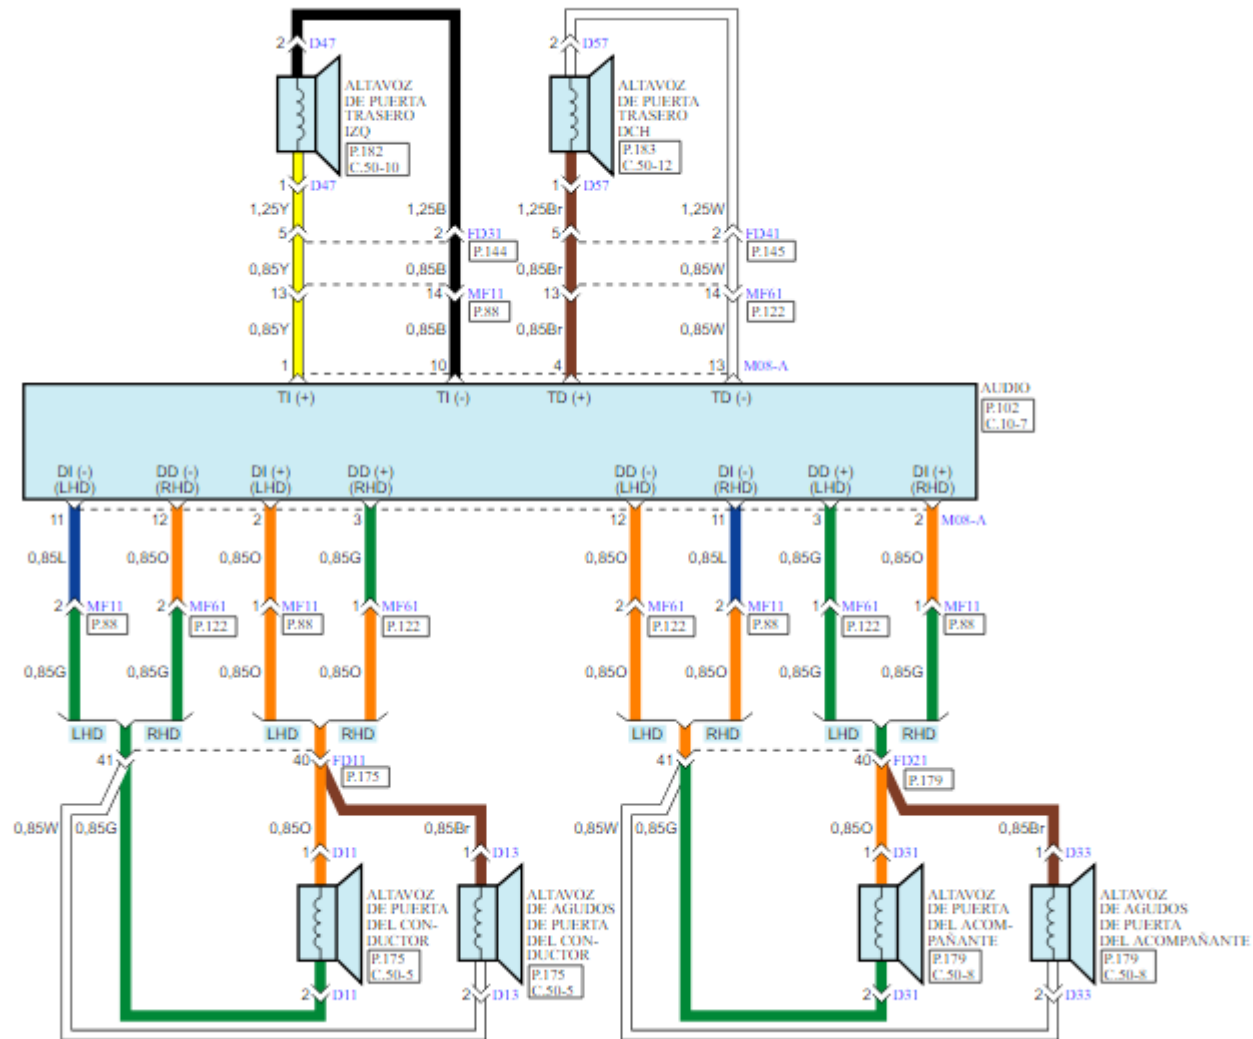 2 D47 2 D57
ALTAVOZ
DE PUERTA
TRASERO
IZQ
P.182
C.50-10
ALTAVOZ
DE PUERTA
TRASERO
DCH
P.183
C.50-12
1 D47 1 D57
1,25Y 1,25B 1,25Br 1,25W
5 2 FD31 5 2 FD41
P.144 P.145
0,85Y 0,85B 0,85Br 0,85W
13 14 MF11 13 14 MF61
P.88 P.122
0,85Y 0,85B 0,85Br 0,85W
1 10 4 13 M08-A
TI (+) TI (-) TD (+) TD (-)
AUDIO
P.102
C.10-7
DI (-) DD (-) DI (+) DD (+) DD (-) DI (-) DD (+) DI (+)
(LHD) (RHD) (LHD) (RHD) (LHD) (RHD) (LHD) (RHD)
11 12 2 3 12 11 3 2 M08-A
0,85L 0,85O 0,85O 0,85G 0,85O 0,85L 0,85G 0,85O
2 MF11 2 MF61 1 MF11 1 MF61 2 MF61 2 MF11 1 MF61 1 MF11
P.88 P.122 P.88 P.122 P.122 P.88 P.122 P.88
0,85G 0,85G 0,85O 0,85O 0,85O 0,85O 0,85G 0,85G
LHD RHD LHD RHD LHD RHD LHD RHD
41 40 FD11 41 40 FD21
P.175 P.179
0,85W 0,85G 0,85O 0,85Br 0,85W 0,85G 0,85O 0,85Br
1 D11 1 D13 1 D31 1 D33
ALTAVOZ
DE PUERTA
DEL CON-
DUCTOR
P.175
C.50-5
ALTAVOZ
DE AGUDOS
DE PUERTA
DEL CON-
DUCTOR
P.175
C.50-5
ALTAVOZ
DE PUERTA
DEL ACOM-
PAÑANTE
P.179
C.50-8
ALTAVOZ
DE AGUDOS
DE PUERTA
DEL ACOMPAÑANTE
P.179
C.50-8
2 D11 2 D13 2 D31 2 D33